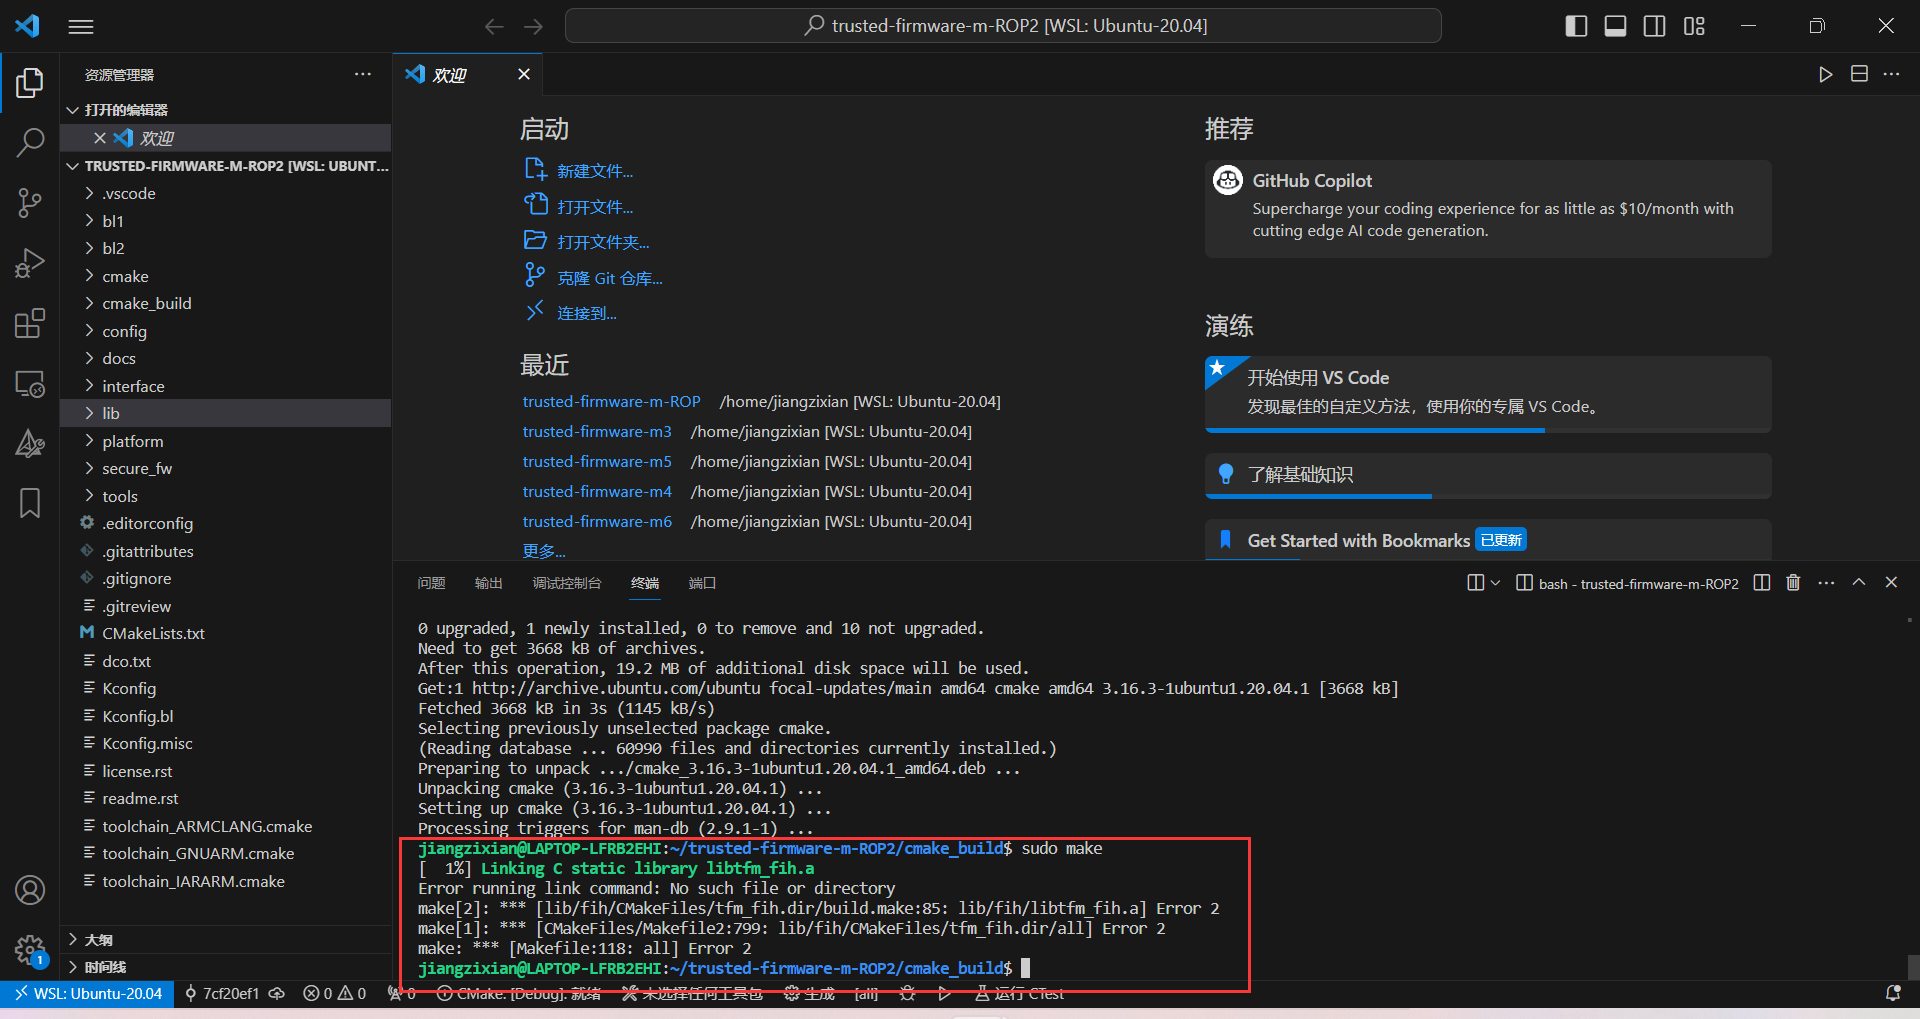 trusted-firmware-m-ROP2 [WSL: Ubuntu-20.04]
资源管理器
欢迎
打开的编辑器
欢迎
TRUSTED-FIRMWARE-M-ROP2 [WSL: UBUNT...
.vscode
bl1
bl2
cmake
cmake_build
config
docs
interface
lib
platform
secure_fw
tools
.editorconfig
.gitattributes
.gitignore
.gitreview
CMakeLists.txt
dco.txt
Kconfig
Kconfig.bl
Kconfig.misc
license.rst
readme.rst
toolchain_ARMCLANG.cmake
toolchain_GNUARM.cmake
toolchain_IARARM.cmake
大纲
时间线
启动
新建文件...
打开文件...
打开文件夹...
克隆 Git 仓库...
连接到...
最近
trusted-firmware-m-ROP /home/jiangzixian [WSL: Ubuntu-20.04]
trusted-firmware-m3 /home/jiangzixian [WSL: Ubuntu-20.04]
trusted-firmware-m5 /home/jiangzixian [WSL: Ubuntu-20.04]
trusted-firmware-m4 /home/jiangzixian [WSL: Ubuntu-20.04]
trusted-firmware-m6 /home/jiangzixian [WSL: Ubuntu-20.04]
更多...
推荐
GitHub Copilot
Supercharge your coding experience for as little as $10/month with
cutting edge AI code generation.
演练
开始使用 VS Code
发现最佳的自定义方法，使用你的专属 VS Code。
了解基础知识
Get Started with Bookmarks 已更新
问题 输出 调试控制台 终端 端口
bash - trusted-firmware-m-ROP2
0 upgraded, 1 newly installed, 0 to remove and 10 not upgraded.
Need to get 3668 kB of archives.
After this operation, 19.2 MB of additional disk space will be used.
Get:1 http://archive.ubuntu.com/ubuntu focal-updates/main amd64 cmake amd64 3.16.3-1ubuntu1.20.04.1 [3668 kB]
Fetched 3668 kB in 3s (1145 kB/s)
Selecting previously unselected package cmake.
(Reading database ... 60990 files and directories currently installed.)
Preparing to unpack .../cmake_3.16.3-1ubuntu1.20.04.1_amd64.deb ...
Unpacking cmake (3.16.3-1ubuntu1.20.04.1) ...
Setting up cmake (3.16.3-1ubuntu1.20.04.1) ...
Processing triggers for man-db (2.9.1-1) ...
jiangzixian@LAPTOP-LFRB2EHI:~/trusted-firmware-m-ROP2/cmake_build$ sudo make
[  1%] Linking C static library libtfm_fih.a
Error running link command: No such file or directory
make[2]: *** [lib/fih/CMakeFiles/tfm_fih.dir/build.make:85: lib/fih/libtfm_fih.a] Error 2
make[1]: *** [CMakeFiles/Makefile2:799: lib/fih/CMakeFiles/tfm_fih.dir/all] Error 2
make: *** [Makefile:118: all] Error 2
jiangzixian@LAPTOP-LFRB2EHI:~/trusted-firmware-m-ROP2/cmake_build$
1
WSL: Ubuntu-20.04 7cf20ef1 0 0 0 CMake: [Debug]: 就绪 未选择任何工具包 生成 [all] 运行 CTest